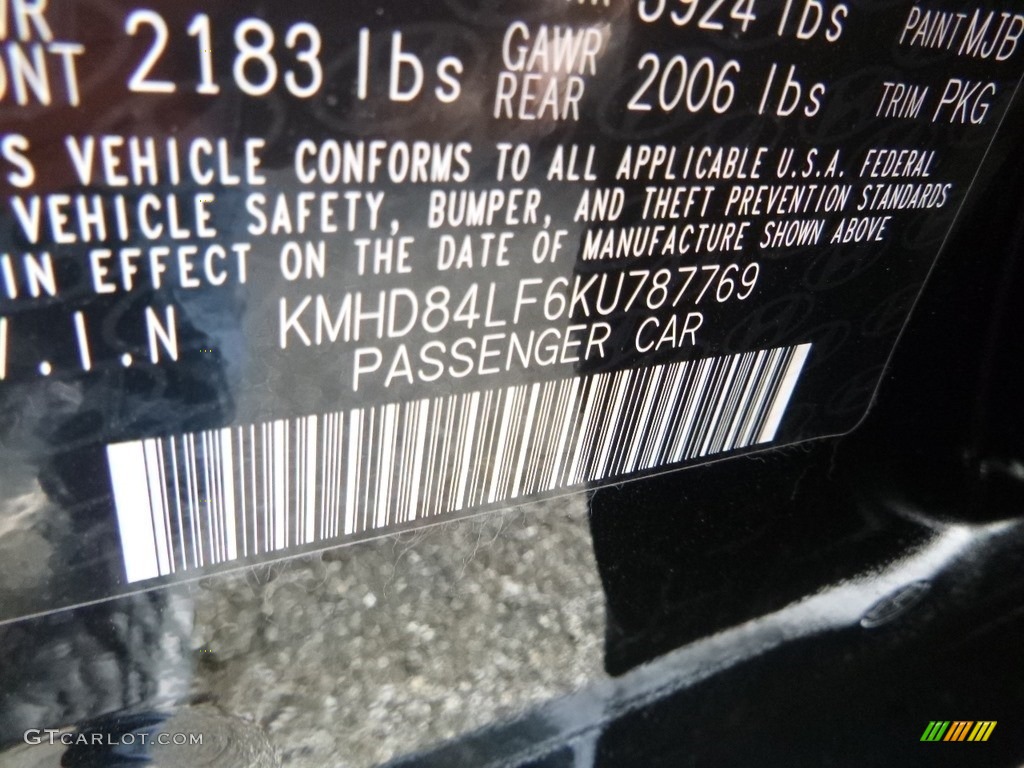 2183 lbs GAWR REAR 2006 lbs TRIM PKG
3924 lbs PAINT MJB
S VEHICLE CONFORMS TO ALL APPLICABLE U.S.A. FEDERAL
VEHICLE SAFETY, BUMPER, AND THEFT PREVENTION STANDARDS
IN EFFECT ON THE DATE OF MANUFACTURE SHOWN ABOVE
V.I.N KMHD84LF6KU787769
PASSENGER CAR
GTCARLOT.COM